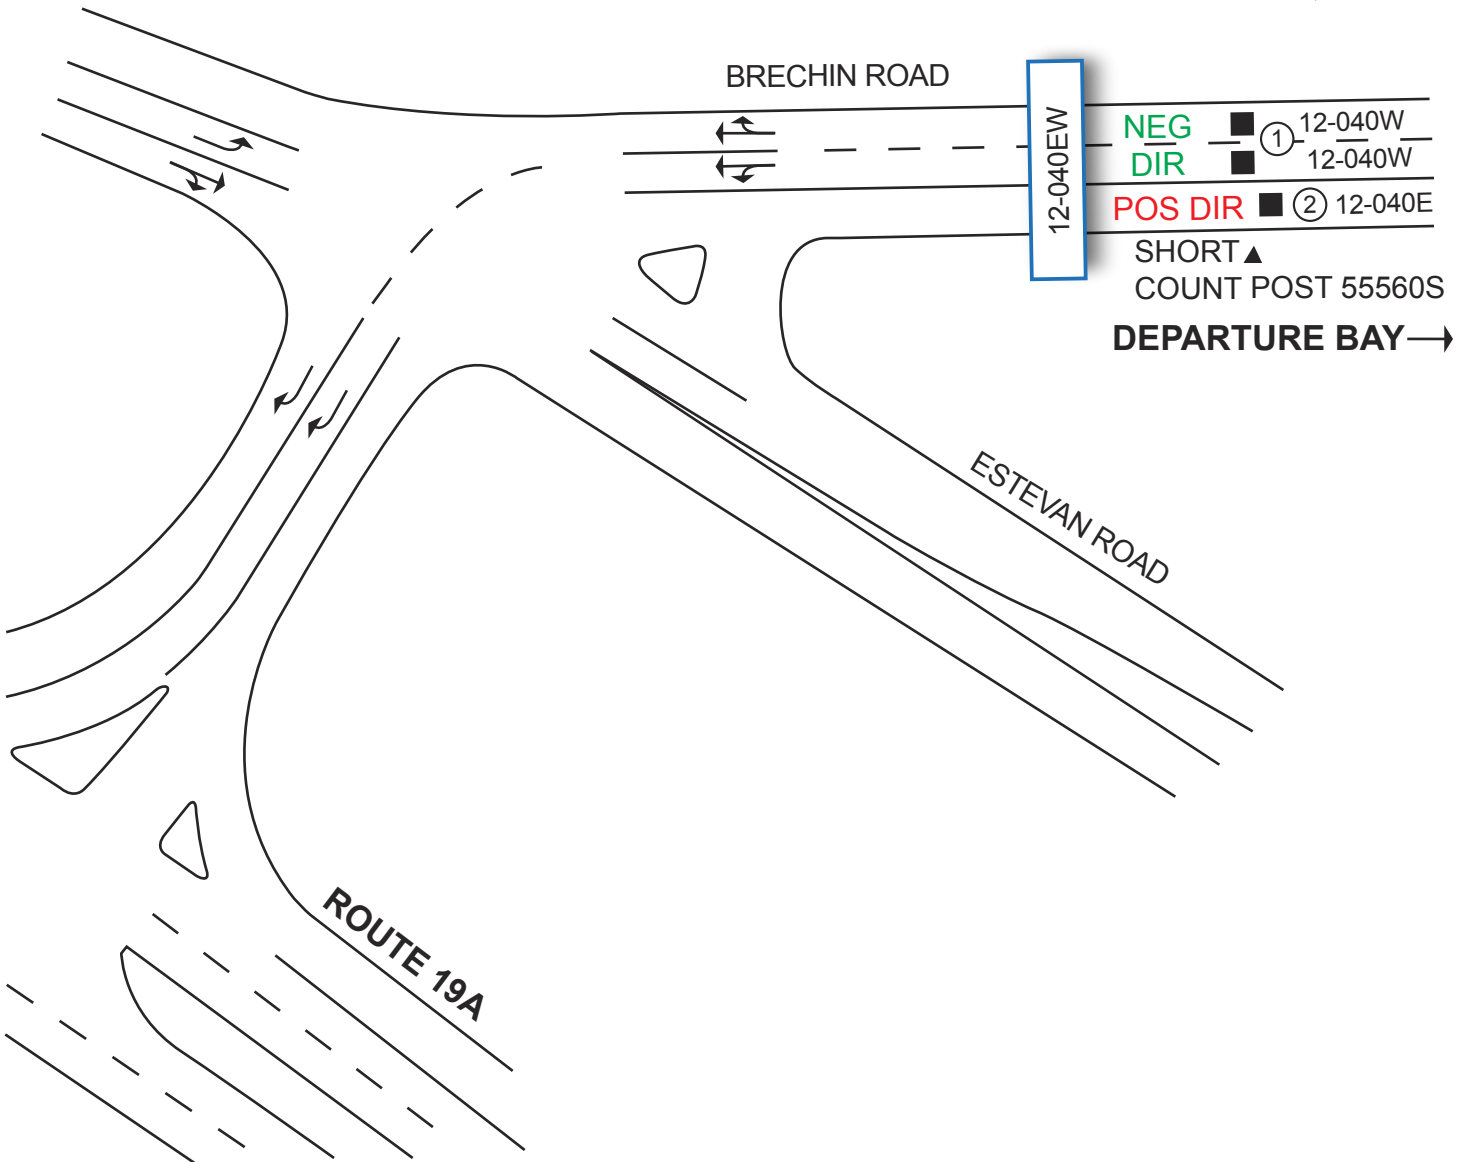 BRECHIN ROAD
12-040EW
NEG
DIR
1
12-040W
12-040W
POS DIR
2
12-040E
SHORT
COUNT POST 55560S
DEPARTURE BAY
ESTEVAN ROAD
ROUTE 19A